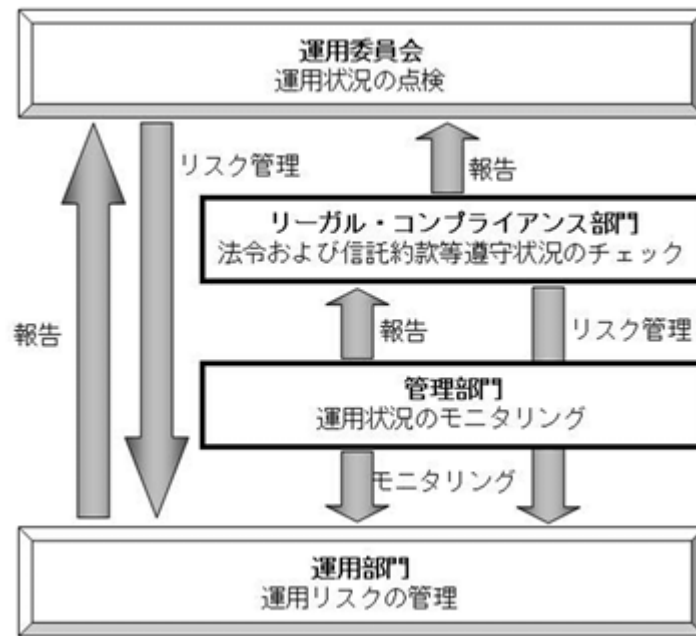 運用委員会
運用状況の点検
リスク管理
報告
リーガル・コンプライアンス部門
法令および信託約款等遵守状況のチェック
報告
報告
リスク管理
管理部門
運用状況のモニタリング
モニタリング
運用部門
運用リスクの管理